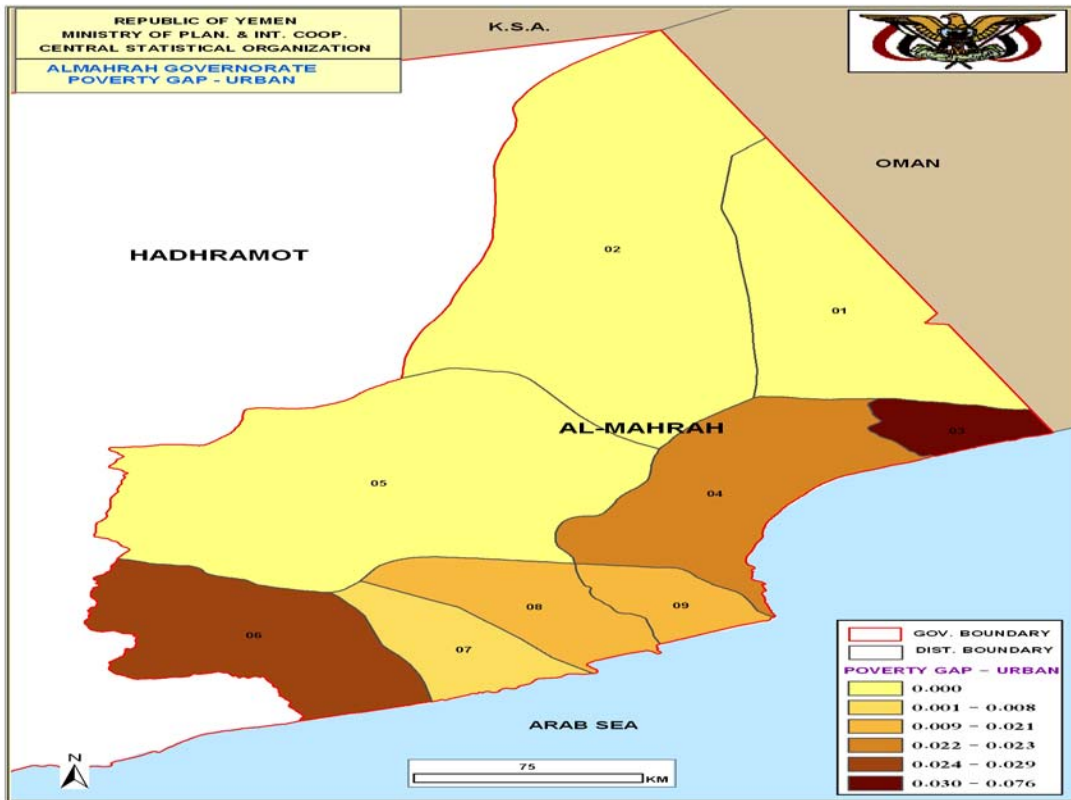 REPUBLIC OF YEMEN
MINISTRY OF PLAN. & INT. COOP.
CENTRAL STATISTICAL ORGANIZATION
ALMAHRAH GOVERNORATE
POVERTY GAP - URBAN
K.S.A.
OMAN
HADHRAMOT
02
01
AL-MAHRAH
03
05
04
08
09
06
07
ARAB SEA
N
75
KM
GOV. BOUNDARY
DIST. BOUNDARY
POVERTY GAP - URBAN
0.000
0.001 - 0.008
0.009 - 0.021
0.022 - 0.023
0.024 - 0.029
0.030 - 0.076